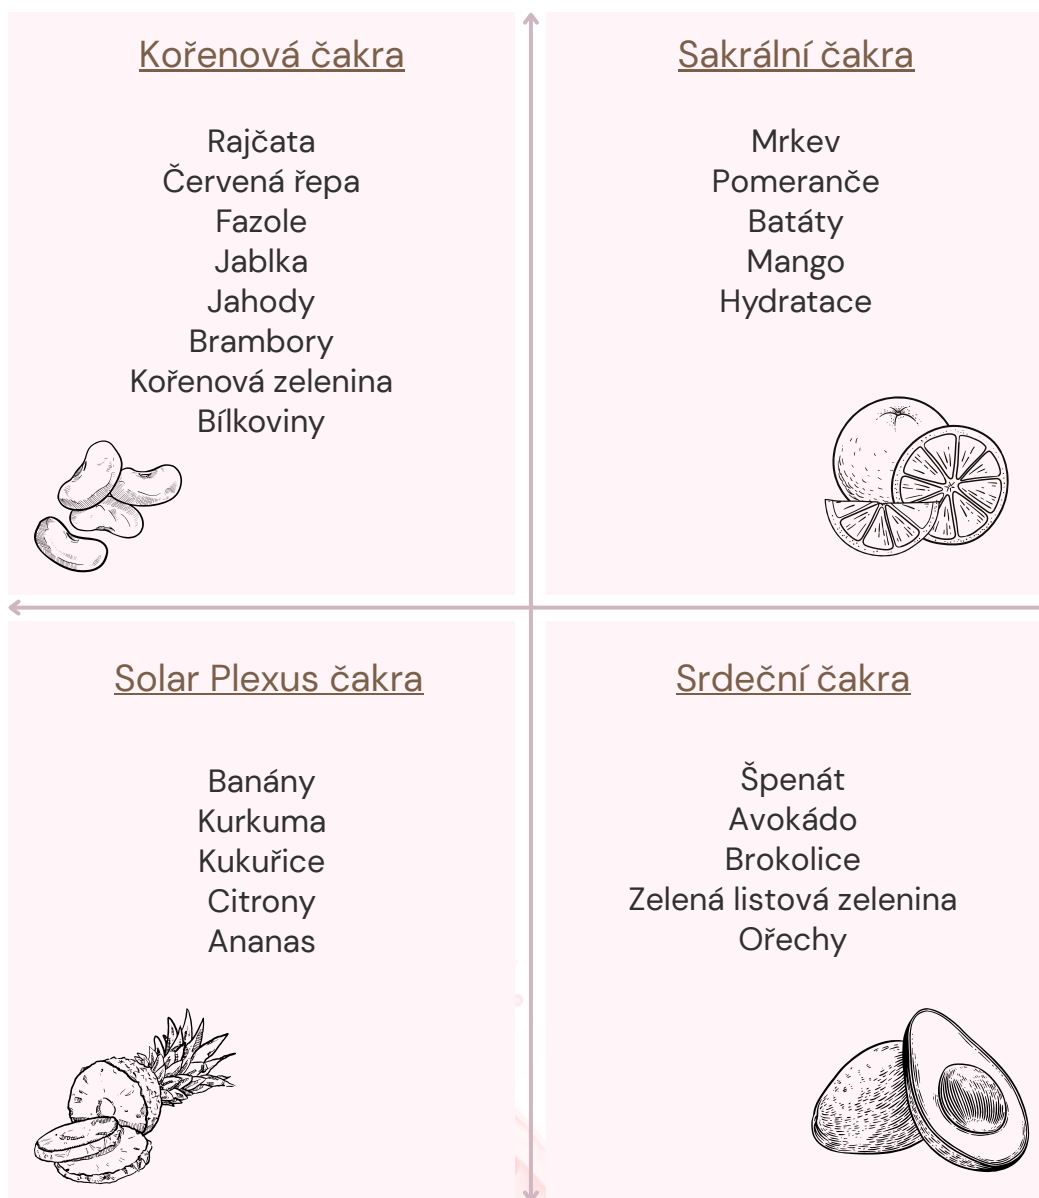 Kořenová čakra
Rajčata
Červená řepa
Fazole
Jablka
Jahody
Brambory
Kořenová zelenina
Bílkoviny
Sakrální čakra
Mrkev
Pomeranče
Batáty
Mango
Hydratace
Solar Plexus čakra
Banány
Kurkuma
Kukuřice
Citrony
Ananas
Srdeční čakra
Špenát
Avokádo
Brokolice
Zelená listová zelenina
Ořechy